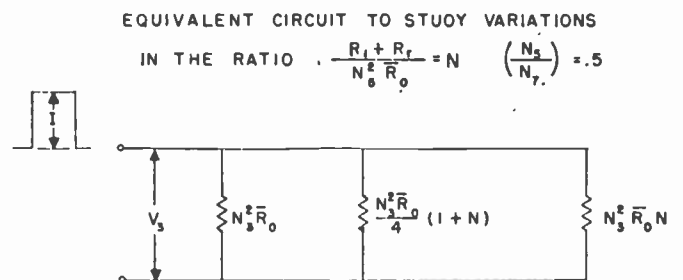 EQUIVALENT CIRCUIT TO STUDY VARIATIONS
IN THE RATIO . R₁ + Rᵣ / N₅² R̄₀ = N (N₅ / N₇.) = .5
I
V₃
N₃² R̄₀
N₃² R̄₀ / 4 (1 + N)
N₃² R̄₀ N